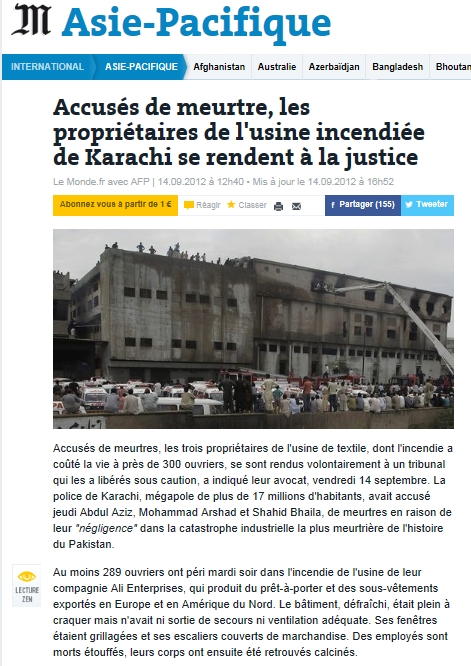 M Asie-Pacifique
INTERNATIONAL ASIE-PACIFIQUE Afghanistan Australie Azerbaïdjan Bangladesh Bhoutan
Accusés de meurtre, les
propriétaires de l'usine incendiée
de Karachi se rendent à la justice
Le Monde.fr avec AFP | 14.09.2012 à 12h40 • Mis à jour le 14.09.2012 à 16h52
Abonnez vous à partir de 1 € Réagir Classer f Partager (155) Tweeter
Accusés de meurtres, les trois propriétaires de l'usine de textile, dont l'incendie a
coûté la vie à près de 300 ouvriers, se sont rendus volontairement à un tribunal
qui les a libérés sous caution, a indiqué leur avocat, vendredi 14 septembre. La
police de Karachi, mégapole de plus de 17 millions d'habitants, avait accusé
jeudi Abdul Aziz, Mohammad Arshad et Shahid Bhaila, de meurtres en raison de
leur "négligence" dans la catastrophe industrielle la plus meurtrière de l'histoire
du Pakistan.
LECTURE
ZEN
Au moins 289 ouvriers ont péri mardi soir dans l'incendie de l'usine de leur
compagnie Ali Enterprises, qui produit du prêt-à-porter et des sous-vêtements
exportés en Europe et en Amérique du Nord. Le bâtiment, défraîchi, était plein à
craquer mais n'avait ni sortie de secours ni ventilation adéquate. Ses fenêtres
étaient grillagées et ses escaliers couverts de marchandise. Des employés sont
morts étouffés, leurs corps ont ensuite été retrouvés calcinés.